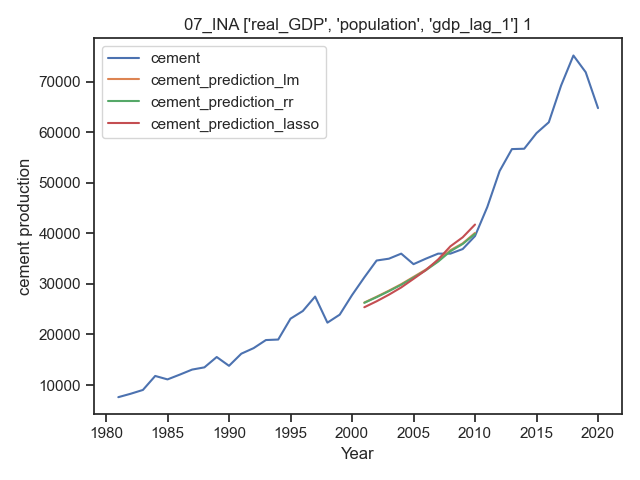 07_INA ['real_GDP', 'population', 'gdp_lag_1'] 1
cement
cement_prediction_lm
cement_prediction_rr
cement_prediction_lasso
cement production
70000
60000
50000
40000
30000
20000
10000
1980 1985 1990 1995 2000 2005 2010 2015 2020
Year